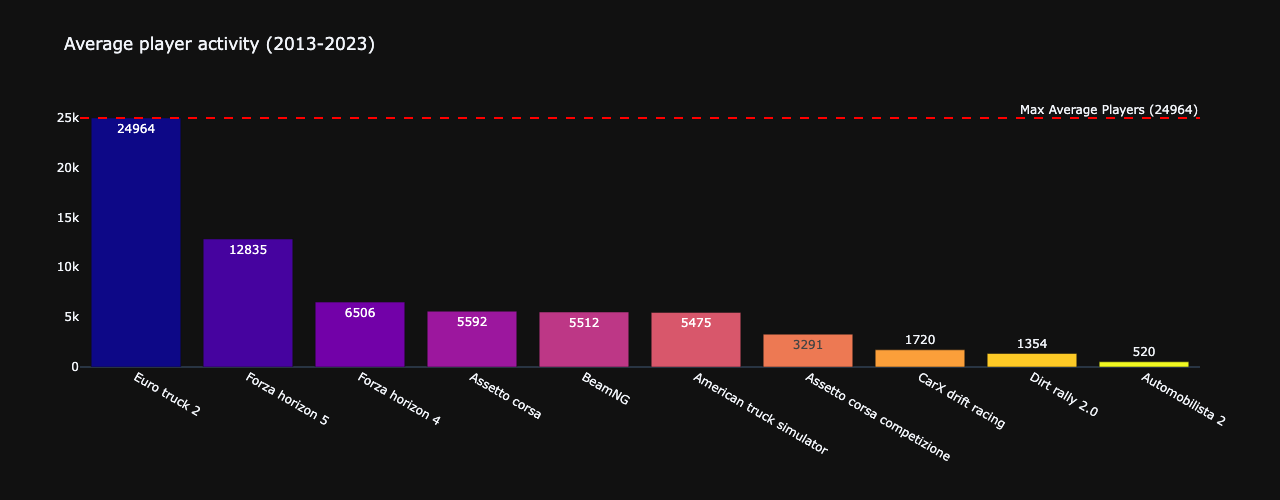 Average player activity (2013-2023)
Max Average Players (24964)
25k
20k
15k
10k
5k
0
24964
12835
6506
5592
5512
5475
3291
1720
1354
520
Euro truck 2
Forza horizon 5
Forza horizon 4
Assetto corsa
BeamNG
American truck simulator
Assetto corsa competizione
CarX drift racing
Dirt rally 2.0
Automobilista 2